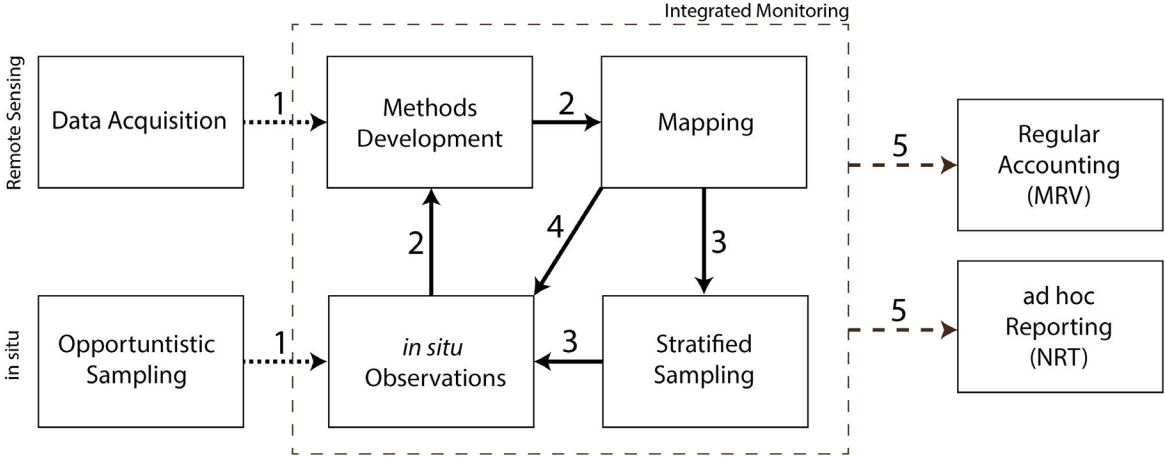 Integrated Monitoring
Remote Sensing
Data Acquisition
1
Methods
Development
2
Mapping
5
Regular
Accounting
(MRV)
2
4
3
in situ
Opportuntistic
Sampling
1
in situ
Observations
3
Stratified
Sampling
5
ad hoc
Reporting
(NRT)